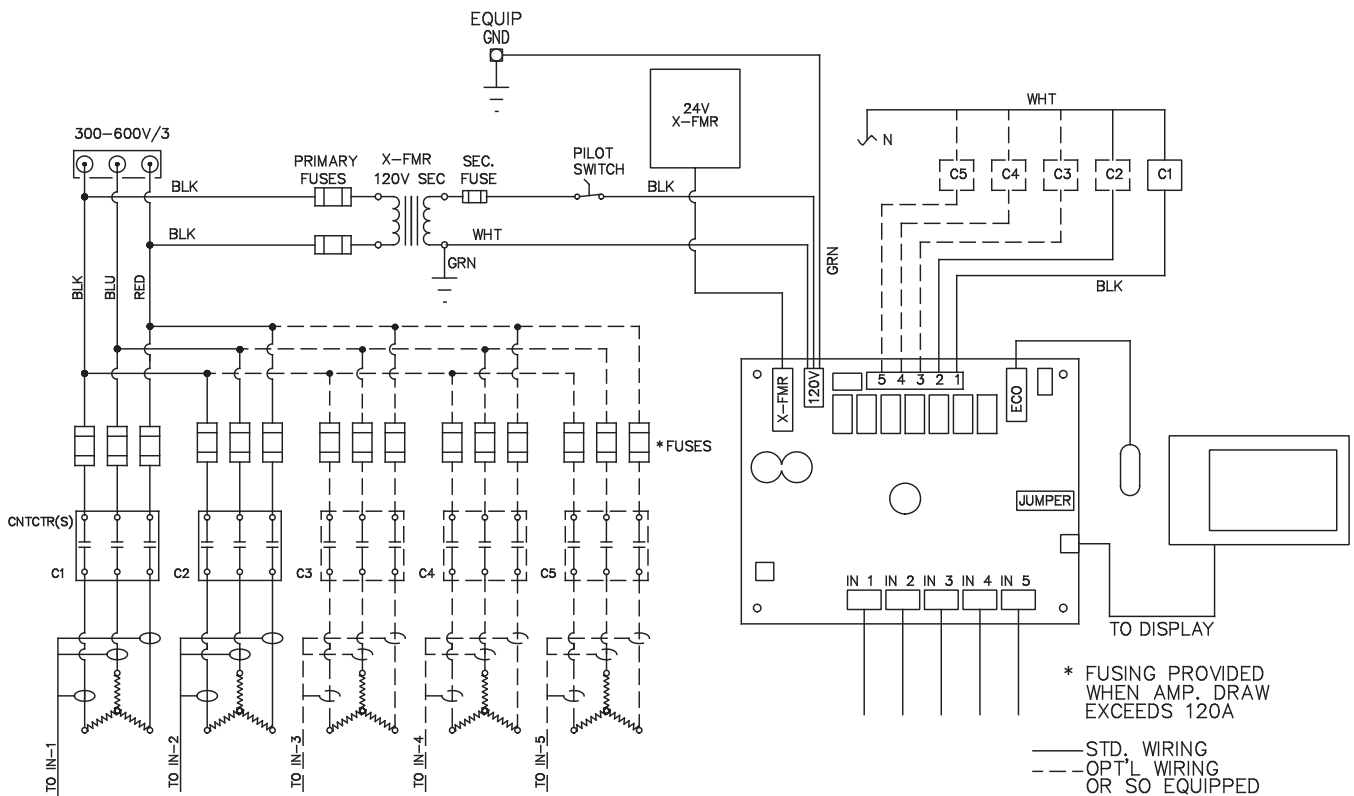 EQUIP
GND
24V
X-FMR
WHT
N
300-600V/3
PRIMARY
FUSES
X-FMR
120V SEC
SEC.
FUSE
PILOT
SWITCH
C5
C4
C3
C2
C1
BLK
BLK
BLK
WHT
GRN
GRN
BLK
BLK
BLU
RED
X-FMR
120V
5 4 3 2 1
ECO
* FUSES
JUMPER
CNTCTR(S)
C1
C2
C3
C4
C5
IN 1
IN 2
IN 3
IN 4
IN 5
TO DISPLAY
TO IN-1
TO IN-2
TO IN-3
TO IN-4
TO IN-5
* FUSING PROVIDED
WHEN AMP. DRAW
EXCEEDS 120A
STD. WIRING
OPT'L WIRING
OR SO EQUIPPED